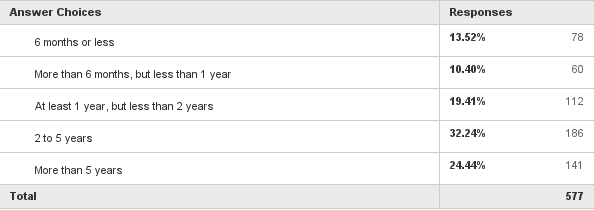 Answer Choices Responses
6 months or less 13.52% 78
More than 6 months, but less than 1 year 10.40% 60
At least 1 year, but less than 2 years 19.41% 112
2 to 5 years 32.24% 186
More than 5 years 24.44% 141
Total 577